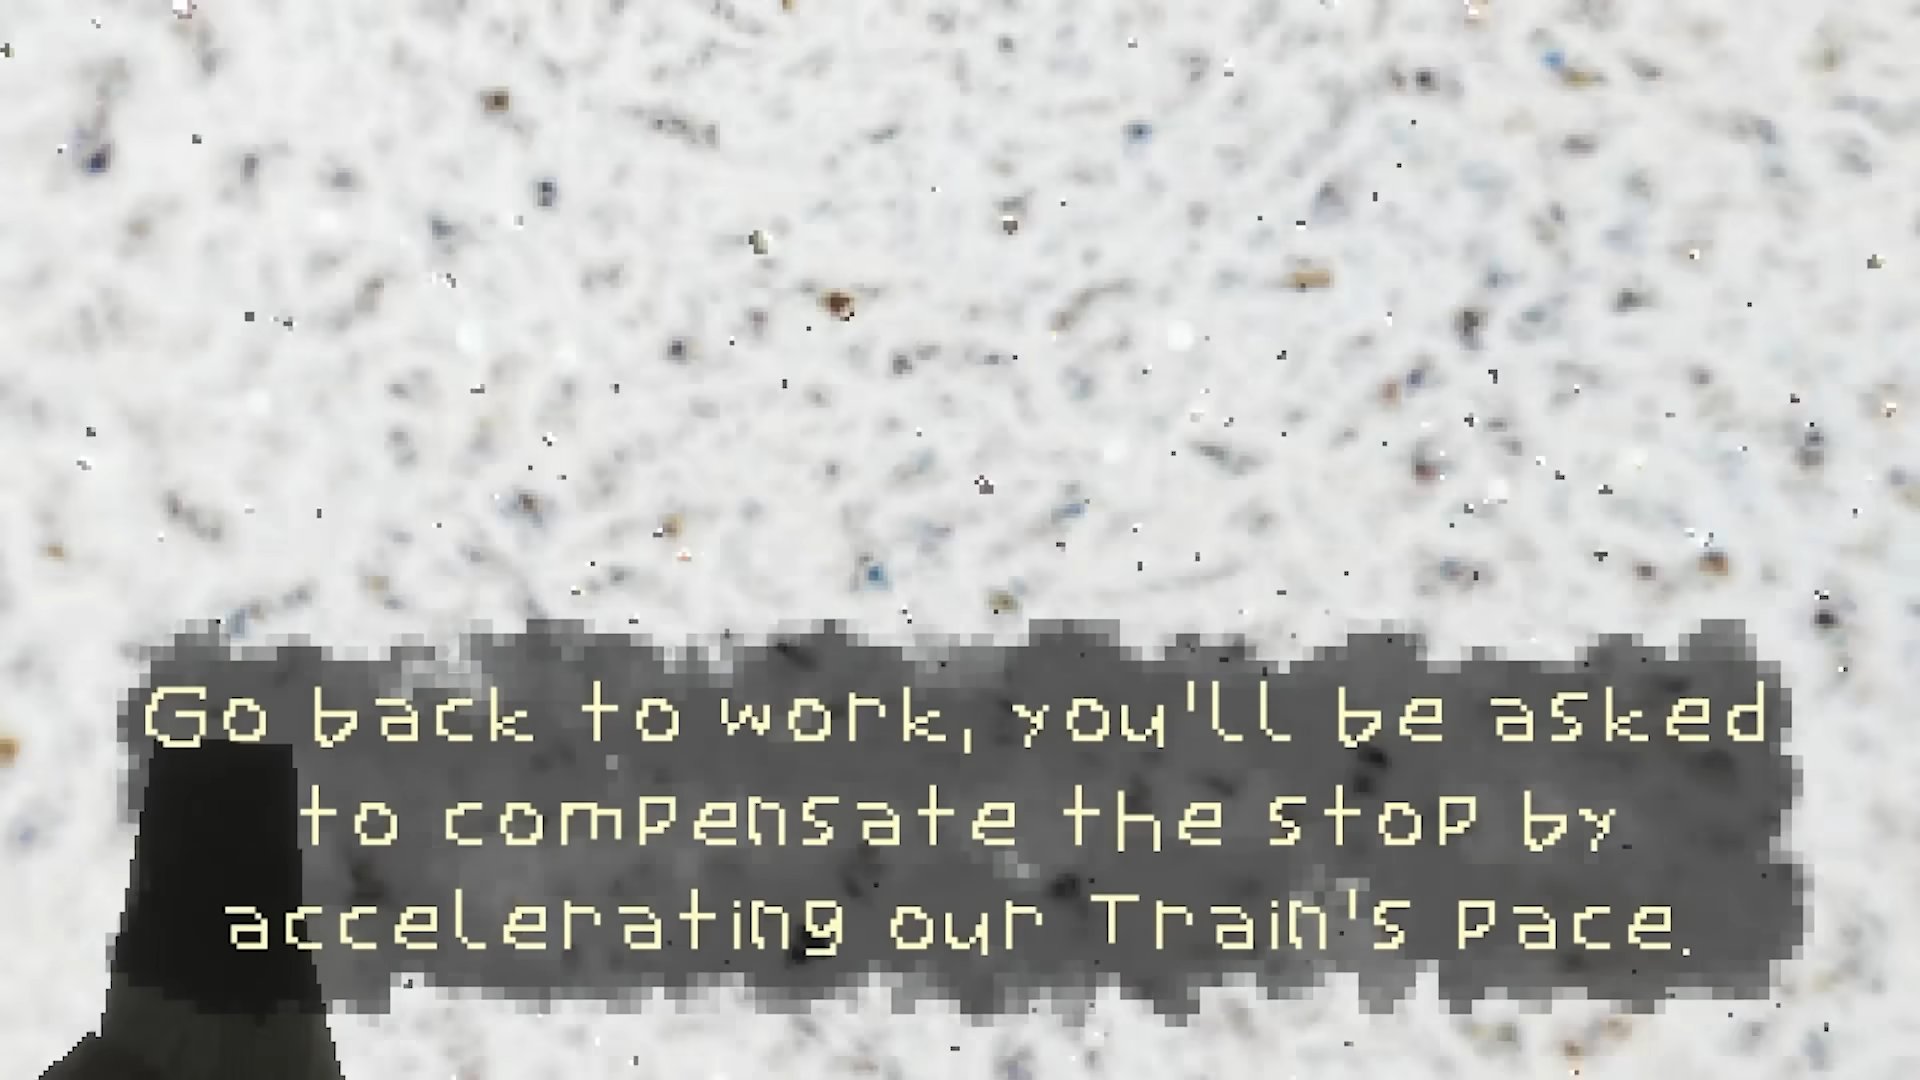 Go back to work, you'll be asked
to compensate the stop by
accelerating our Train's pace.